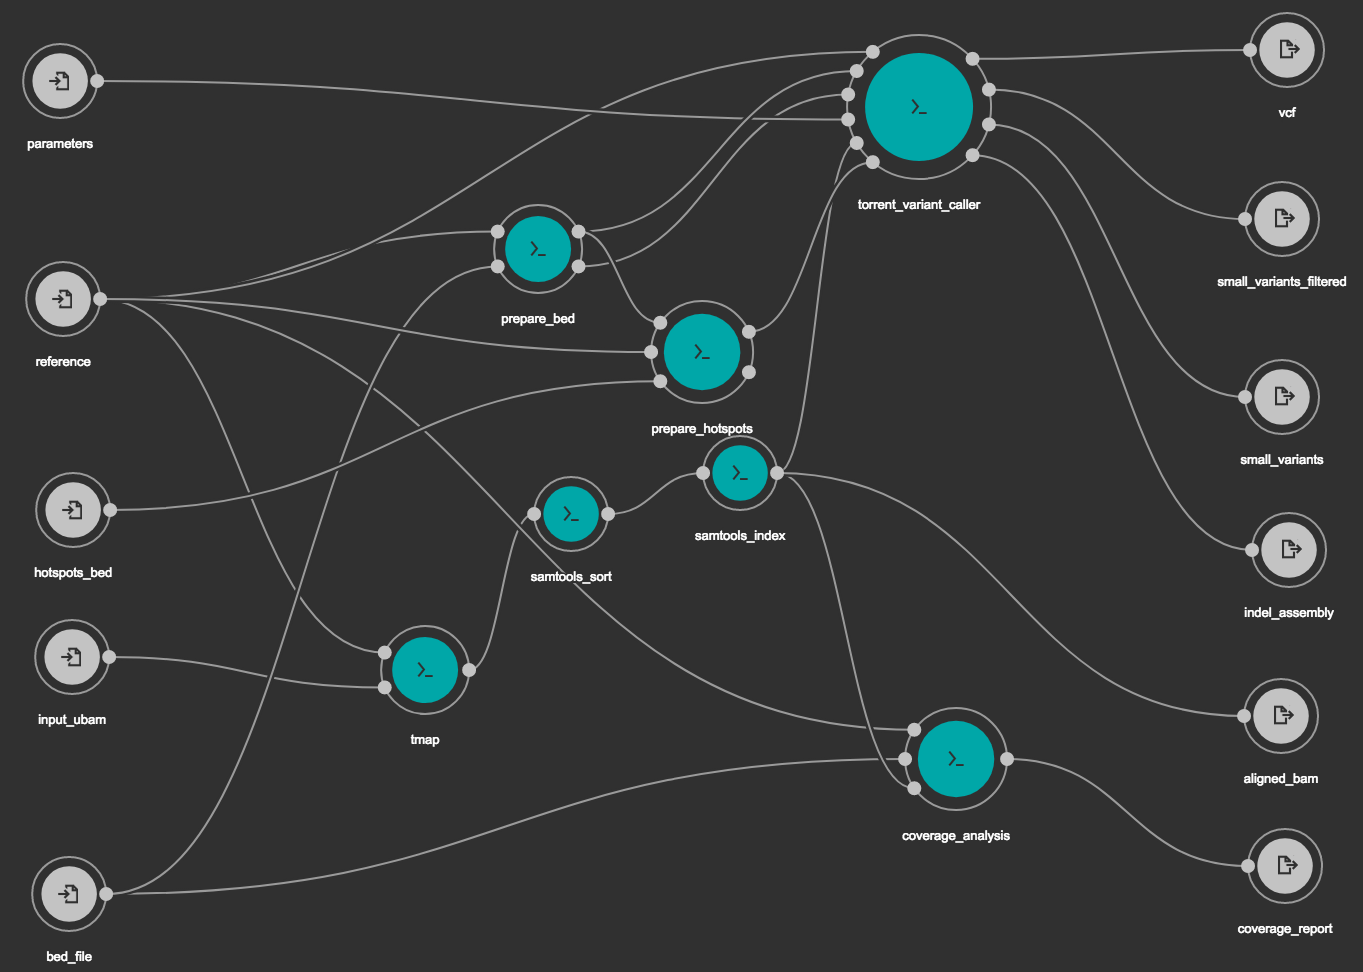 parameters
reference
hotspots_bed
input_ubam
bed_file
prepare_bed
prepare_hotspots
samtools_sort
samtools_index
tmap
torrent_variant_caller
coverage_analysis
vcf
small_variants_filtered
small_variants
indel_assembly
aligned_bam
coverage_report